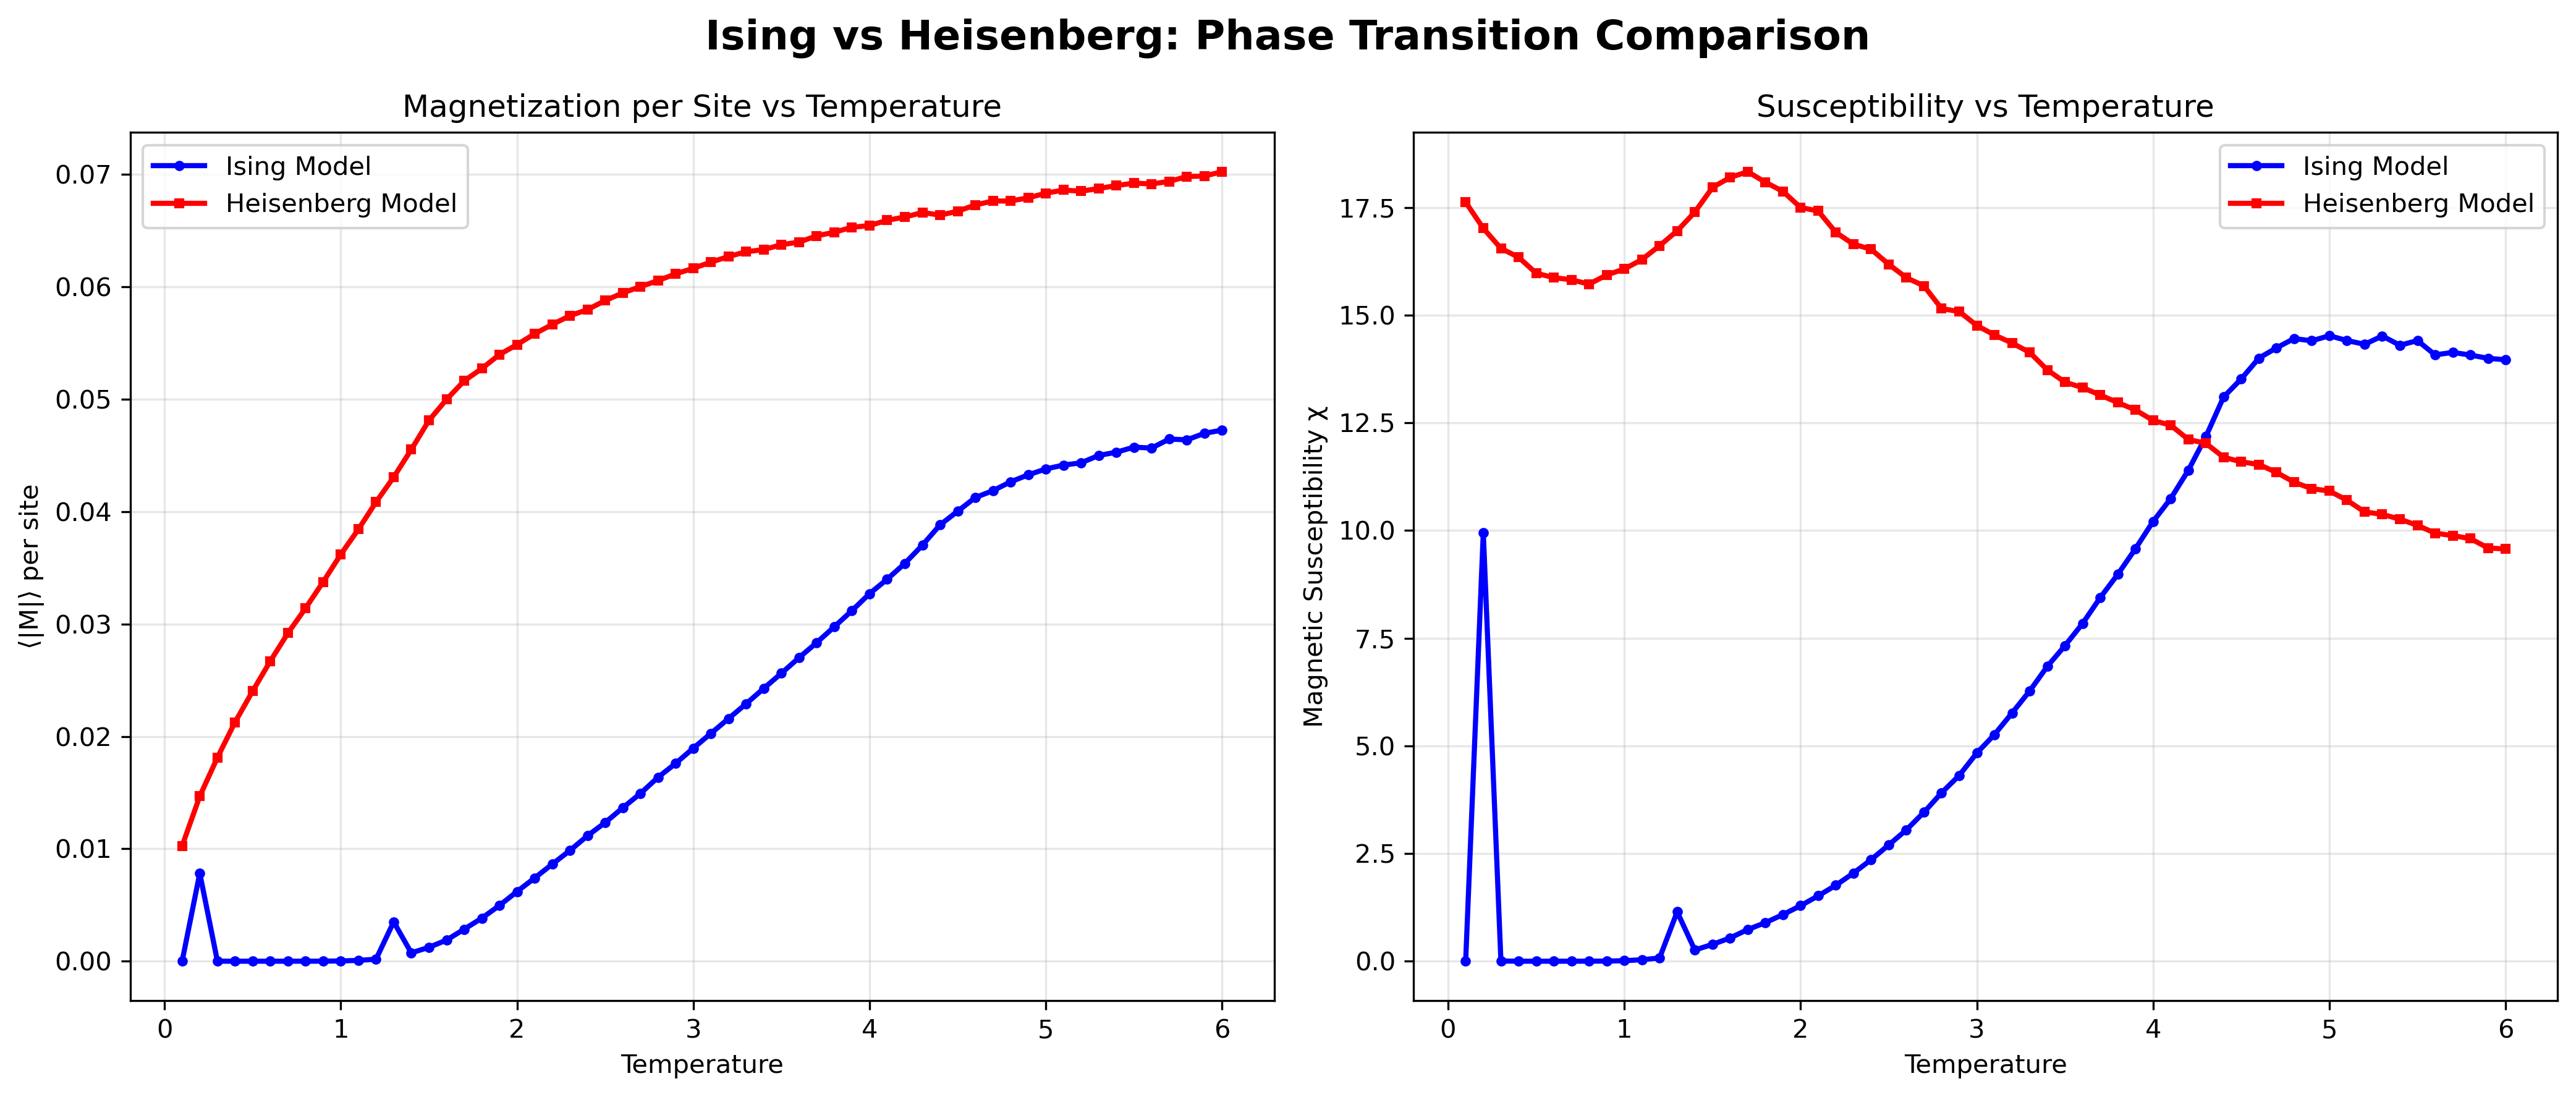 Ising vs Heisenberg: Phase Transition Comparison
Magnetization per Site vs Temperature
Ising Model
Heisenberg Model
⟨|M|⟩ per site
0.07
0.06
0.05
0.04
0.03
0.02
0.01
0.00
0 1 2 3 4 5 6
Temperature
Susceptibility vs Temperature
Ising Model
Heisenberg Model
Magnetic Susceptibility χ
17.5
15.0
12.5
10.0
7.5
5.0
2.5
0.0
0 1 2 3 4 5 6
Temperature